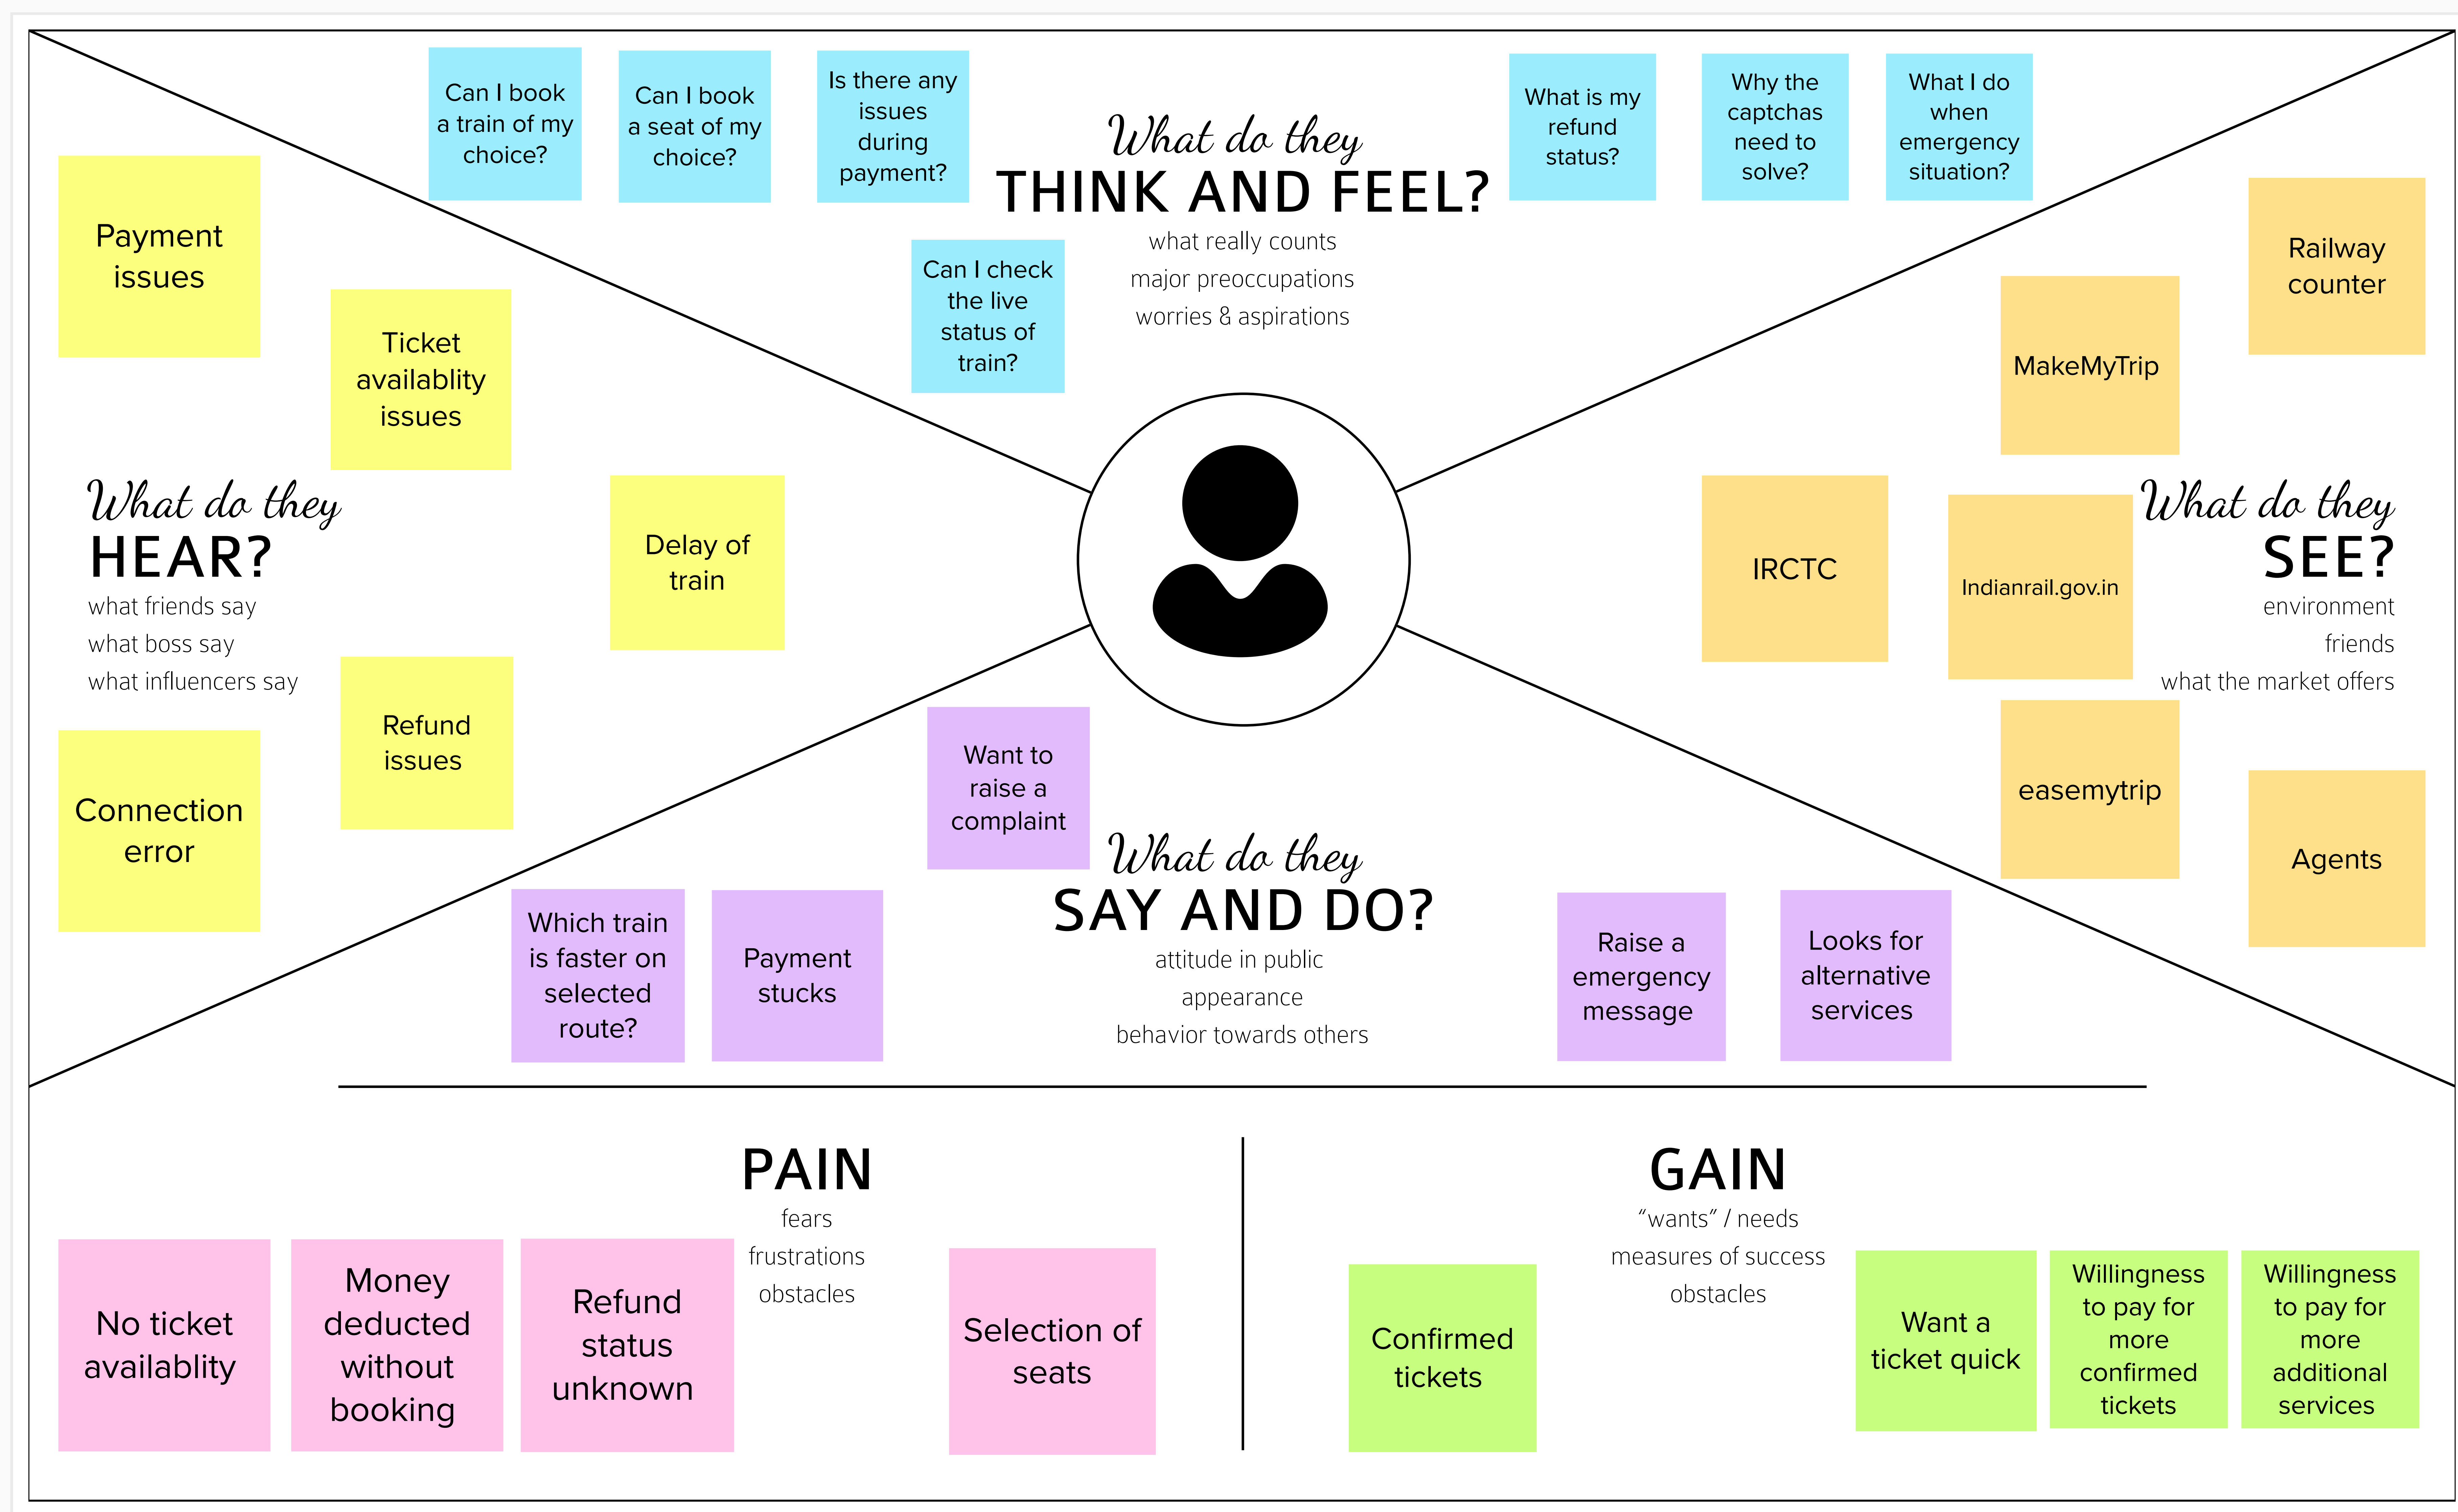 Can I book
a train of my
choice?
Can I book
a seat of my
choice?
Is there any
issues
during
payment?
What do they
THINK AND FEEL?
what really counts
major preoccupations
worries & aspirations
What is my
refund
status?
Why the
captchas
need to
solve?
What I do
when
emergency
situation?
Can I check
the live
status of
train?
Payment
issues
Ticket
availablity
issues
What do they
HEAR?
what friends say
what boss say
what influencers say
Delay of
train
Refund
issues
Connection
error
Railway
counter
MakeMyTrip
IRCTC
Indianrail.gov.in
What do they
SEE?
environment
friends
what the market offers
easemytrip
Agents
Want to
raise a
complaint
What do they
SAY AND DO?
attitude in public
appearance
behavior towards others
Which train
is faster on
selected
route?
Payment
stucks
Raise a
emergency
message
Looks for
alternative
services
PAIN
fears
frustrations
obstacles
No ticket
availablity
Money
deducted
without
booking
Refund
status
unknown
Selection of
seats
GAIN
“wants” / needs
measures of success
obstacles
Confirmed
tickets
Want a
ticket quick
Willingness
to pay for
more
confirmed
tickets
Willingness
to pay for
more
additional
services